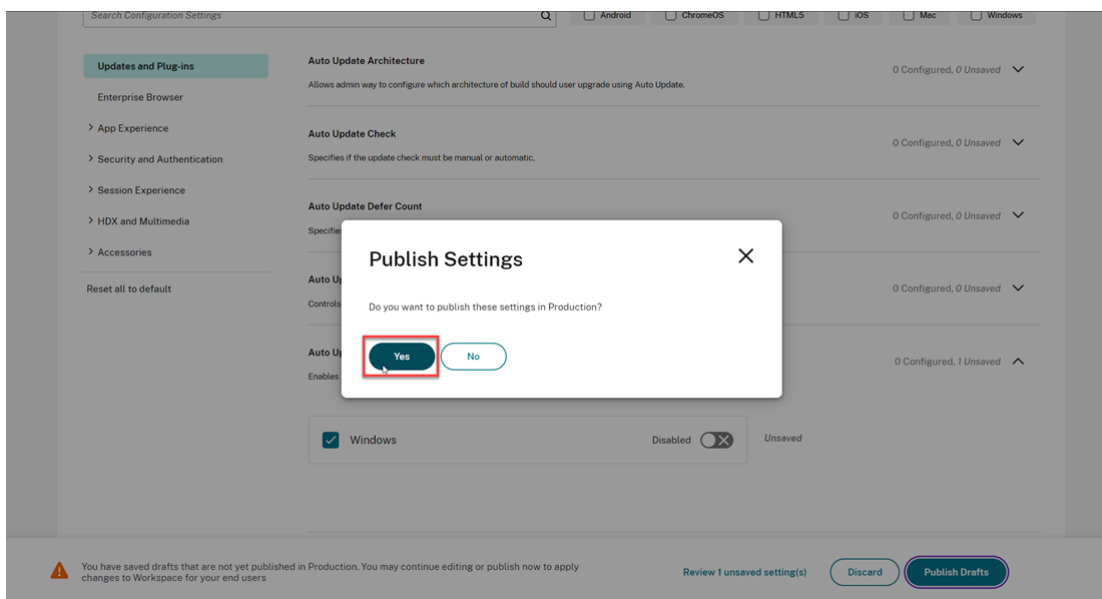 Search Configuration Settings
Android
ChromeOS
HTML5
iOS
Mac
Windows
Updates and Plug-ins
Enterprise Browser
App Experience
Security and Authentication
Session Experience
HDX and Multimedia
Accessories
Reset all to default
Auto Update Architecture
0 Configured, 0 Unsaved
Allows admin way to configure which architecture of build should user upgrade using Auto Update.
Auto Update Check
0 Configured, 0 Unsaved
Specifies if the update check must be manual or automatic.
Auto Update Defer Count
0 Configured, 0 Unsaved
Specifie
Auto Up
0 Configured, 0 Unsaved
Controls
Auto Up
0 Configured, 1 Unsaved
Enables
Publish Settings
Do you want to publish these settings in Production?
Yes
No
Windows
Disabled
Unsaved
You have saved drafts that are not yet published in Production. You may continue editing or publish now to apply
changes to Workspace for your end users
Review 1 unsaved setting(s)
Discard
Publish Drafts